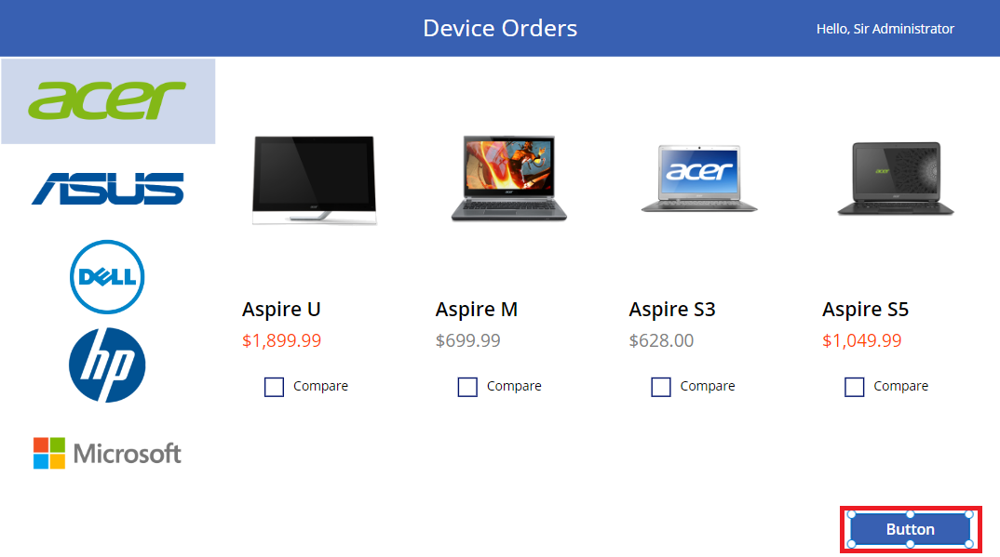 Device Orders
Hello, Sir Administrator
acer
ASUS
DELL
hp
Microsoft
acer
acer
Aspire U
Aspire M
Aspire S3
Aspire S5
$1,899.99
$699.99
$628.00
$1,049.99
Compare
Compare
Compare
Compare
Button